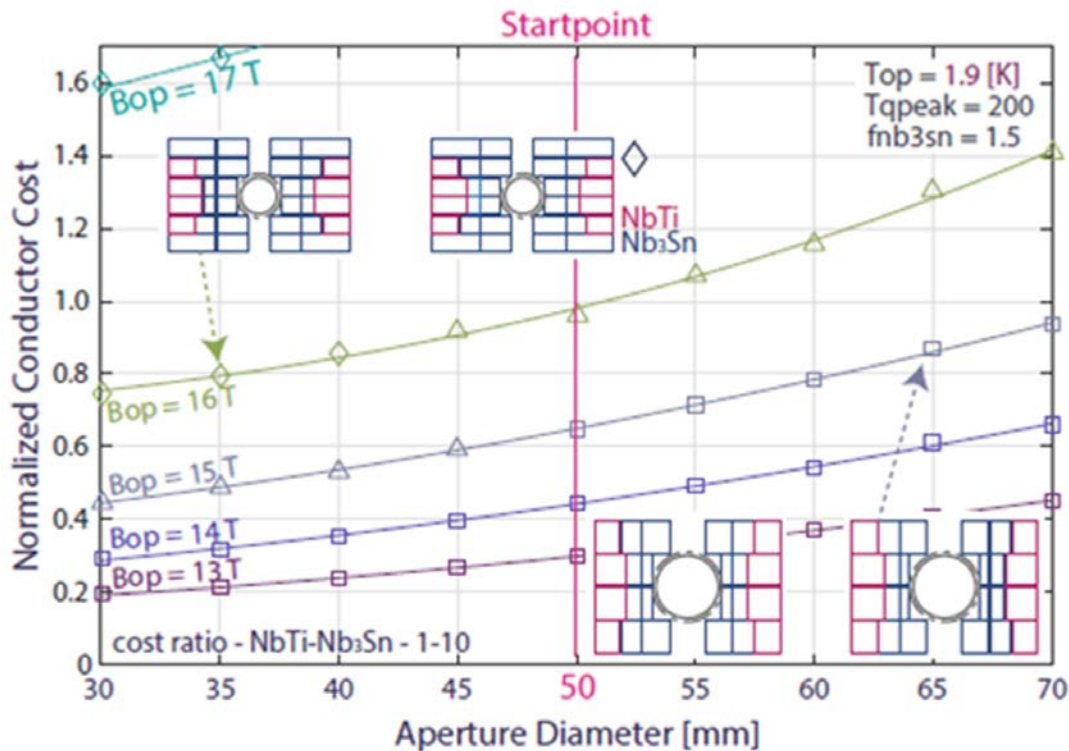 Startpoint
Normalized Conductor Cost
1.6
1.4
1.2
1.0
0.8
0.6
0.4
0.2
0
Bop = 17 T
Top = 1.9 [K]
Tqpeak = 200
fnb3sn = 1.5
NbTi
Nb₃Sn
Bop = 16 T
Bop = 15 T
Bop = 14 T
Bop = 13 T
cost ratio - NbTi-Nb₃Sn - 1-10
30 35 40 45 50 55 60 65 70
Aperture Diameter [mm]